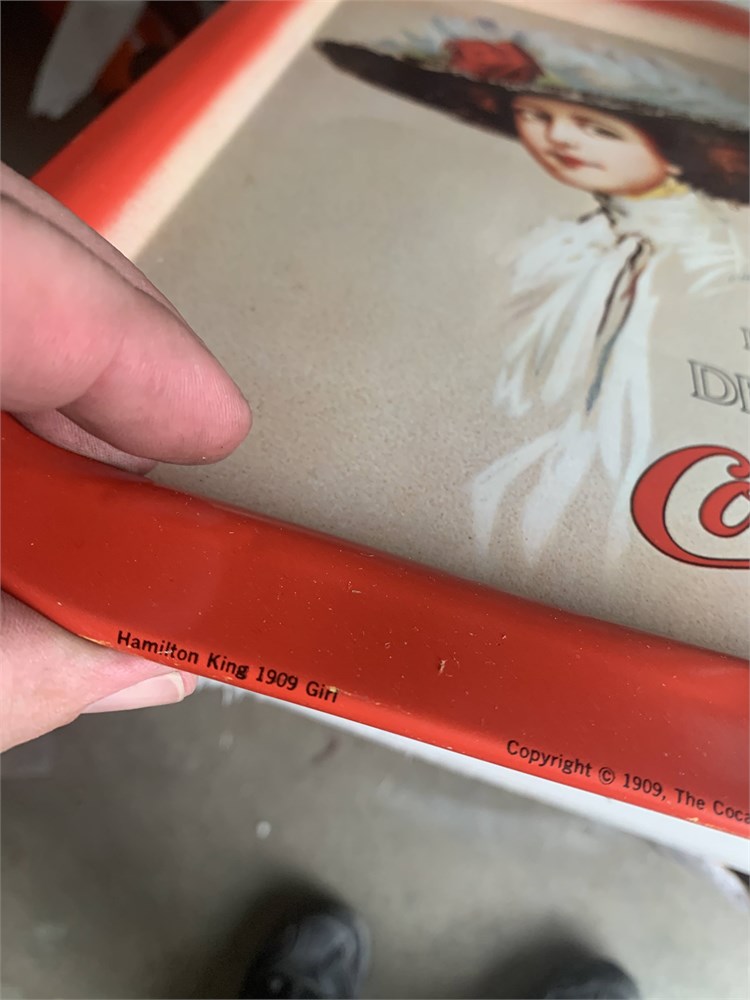 Hamilton King 1909 Girl
Copyright © 1909, The Coca